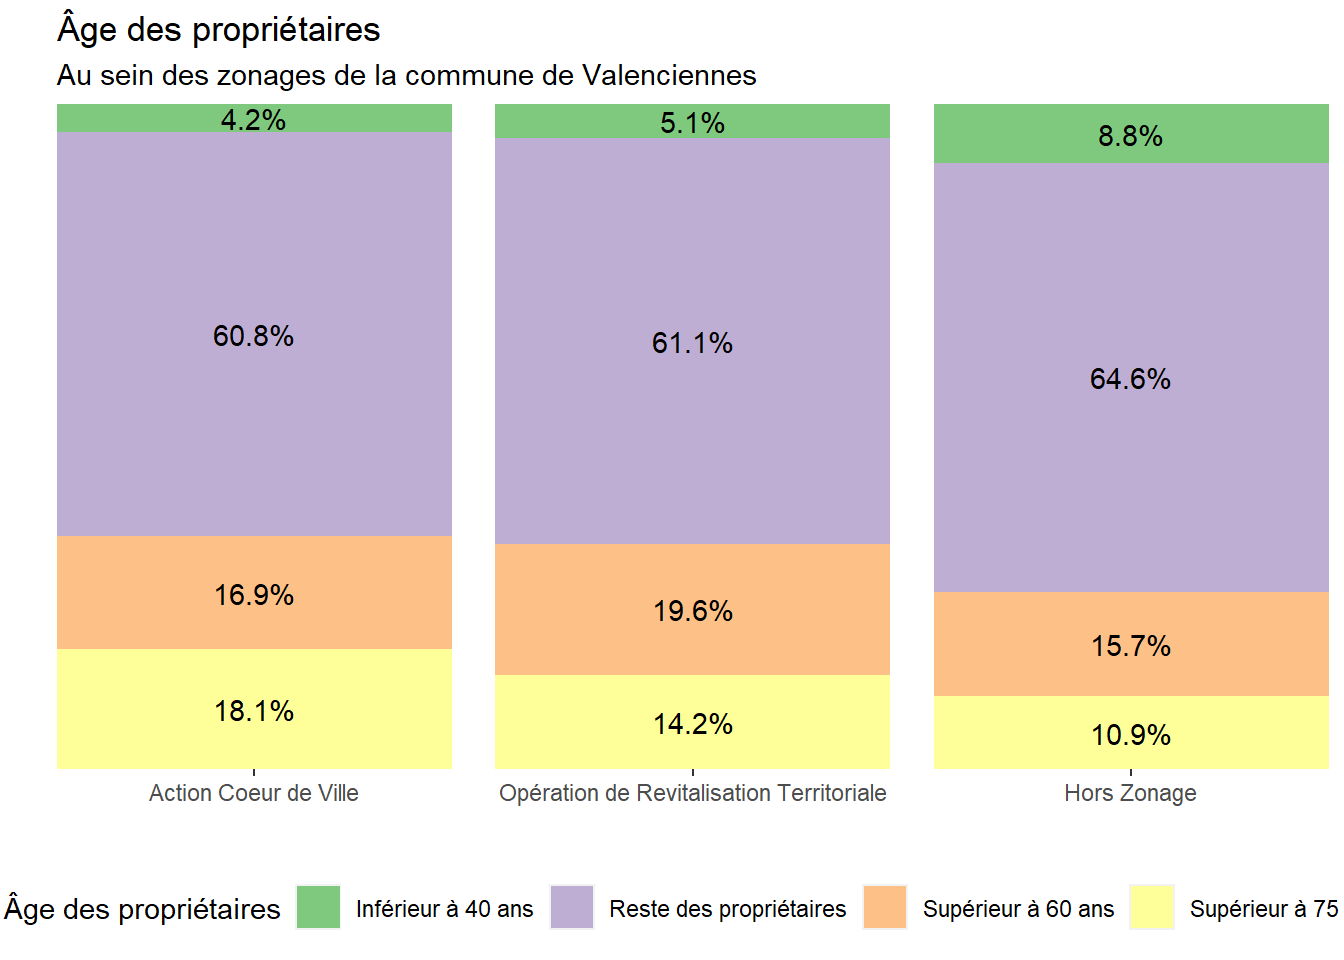 Âge des propriétaires
Au sein des zonages de la commune de Valenciennes
4.2% 5.1% 8.8%
60.8% 61.1% 64.6%
16.9% 19.6% 15.7%
18.1% 14.2% 10.9%
Action Coeur de Ville Opération de Revitalisation Territoriale Hors Zonage
Âge des propriétaires Inférieur à 40 ans Reste des propriétaires Supérieur à 60 ans Supérieur à 75